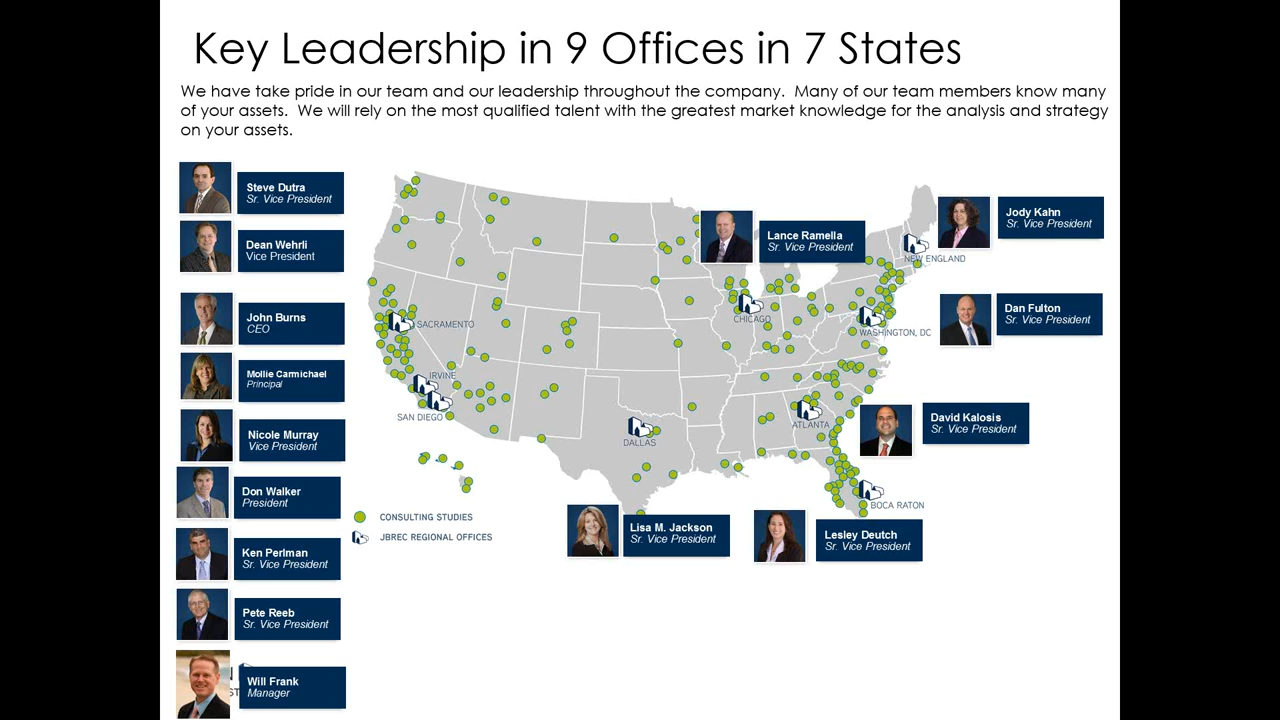 Key Leadership in 9 Offices in 7 States
We have take pride in our team and our leadership throughout the company.  Many of our team members know many
of your assets.  We will rely on the most qualified talent with the greatest market knowledge for the analysis and strategy
on your assets.
Steve Dutra
Sr. Vice President
Dean Wehrli
Vice President
John Burns
CEO
Mollie Carmichael
Principal
Nicole Murray
Vice President
Don Walker
President
Ken Perlman
Sr. Vice President
Pete Reeb
Sr. Vice President
Will Frank
Manager
Lance Ramella
Sr. Vice President
Jody Kahn
Sr. Vice President
NEW ENGLAND
Dan Fulton
Sr. Vice President
CHICAGO
WASHINGTON, DC
SACRAMENTO
IRVINE
SAN DIEGO
DALLAS
ATLANTA
David Kalosis
Sr. Vice President
BOCA RATON
CONSULTING STUDIES
JBREC REGIONAL OFFICES
Lisa M. Jackson
Sr. Vice President
Lesley Deutch
Sr. Vice President